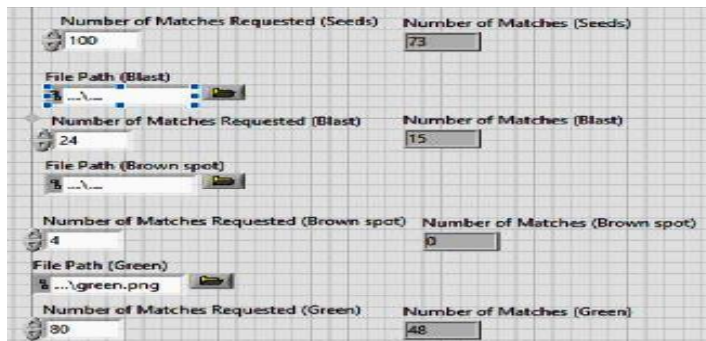 Number of Matches Requested (Seeds) Number of Matches (Seeds)
100 73
File Path (Blast)
...\...
Number of Matches Requested (Blast) Number of Matches (Blast)
24 15
File Path (Brown spot)
...\...
Number of Matches Requested (Brown spot) Number of Matches (Brown spot)
4 0
File Path (Green)
...\green.png
Number of Matches Requested (Green) Number of Matches (Green)
80 48